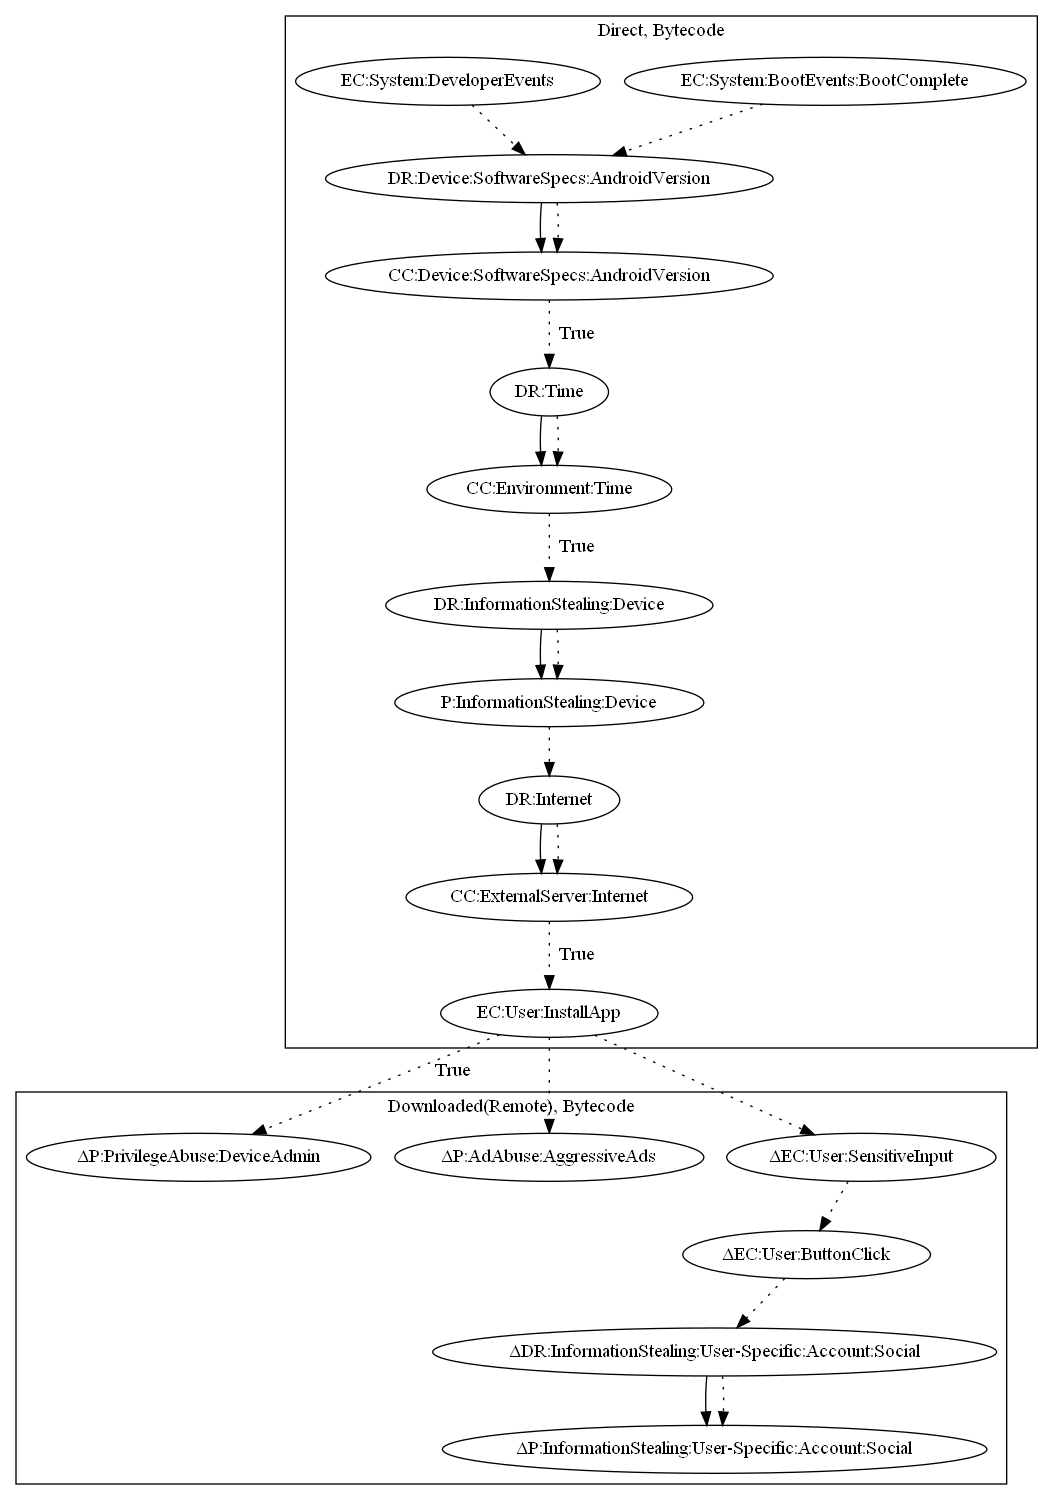 Direct, Bytecode
EC:System:DeveloperEvents
EC:System:BootEvents:BootComplete
DR:Device:SoftwareSpecs:AndroidVersion
CC:Device:SoftwareSpecs:AndroidVersion
True
DR:Time
CC:Environment:Time
True
DR:InformationStealing:Device
P:InformationStealing:Device
DR:Internet
CC:ExternalServer:Internet
True
EC:User:InstallApp
True
Downloaded(Remote), Bytecode
ΔP:PrivilegeAbuse:DeviceAdmin
ΔP:AdAbuse:AggressiveAds
ΔEC:User:SensitiveInput
ΔEC:User:ButtonClick
ΔDR:InformationStealing:User-Specific:Account:Social
ΔP:InformationStealing:User-Specific:Account:Social